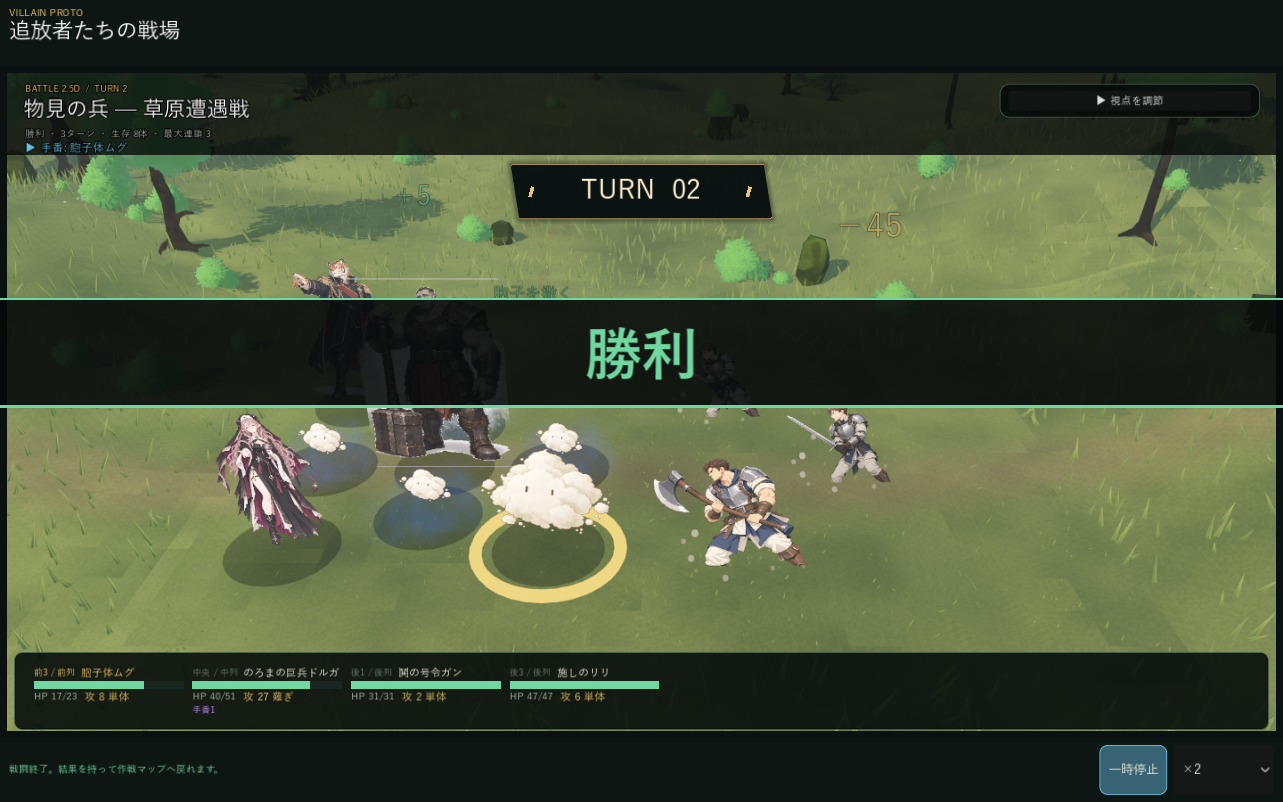 VILLAIN PROTO
追放者たちの戦場
BATTLE 2.5D / TURN 2
物見の兵 — 草原遭遇戦
勝利 ・ 3ターン ・ 生存 8体 ・ 最大連鎖 3
▶ 手番: 胞子体ムグ
▶ 視点を調節
TURN 02
+5
－45
胞子を撒く
勝利
前3 / 前列 胞子体ムグ
HP 17/23 攻 8 単体
中央 / 中列 のろまの巨兵ドルガ
HP 40/51 攻 27 薙ぎ
手番1
後1 / 後列 鬨の号令ガン
HP 31/31 攻 2 単体
後3 / 後列 施しのリリ
HP 47/47 攻 6 単体
戦闘終了。結果を持って作戦マップへ戻れます。
一時停止
×2